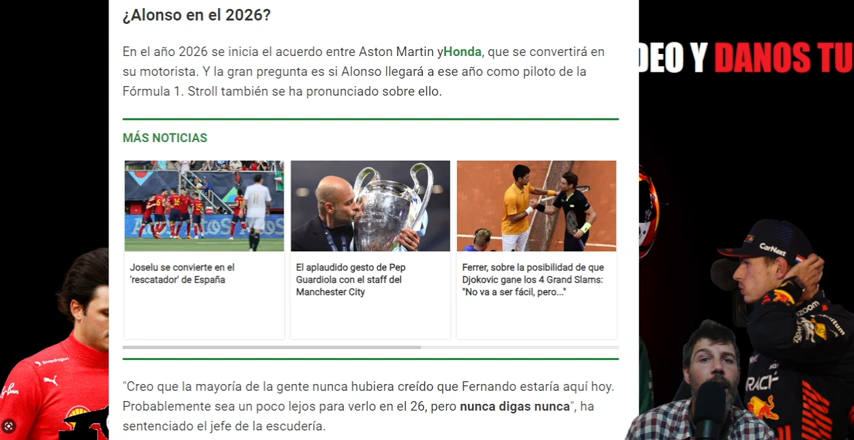 ¿Alonso en el 2026?
En el año 2026 se inicia el acuerdo entre Aston Martin yHonda, que se convertirá en
su motorista. Y la gran pregunta es si Alonso llegará a ese año como piloto de la
Fórmula 1. Stroll también se ha pronunciado sobre ello.
DEO Y DANOS TU
MÁS NOTICIAS
Joselu se convierte en el
'rescatador' de España
El aplaudido gesto de Pep
Guardiola con el staff del
Manchester City
Ferrer, sobre la posibilidad de que
Djokovic gane los 4 Grand Slams:
"No va a ser fácil, pero..."
"Creo que la mayoría de la gente nunca hubiera creído que Fernando estaría aquí hoy.
Probablemente sea un poco lejos para verlo en el 26, pero nunca digas nunca", ha
sentenciado el jefe de la escudería.
CarNext
zoom
Red Bull
RACI